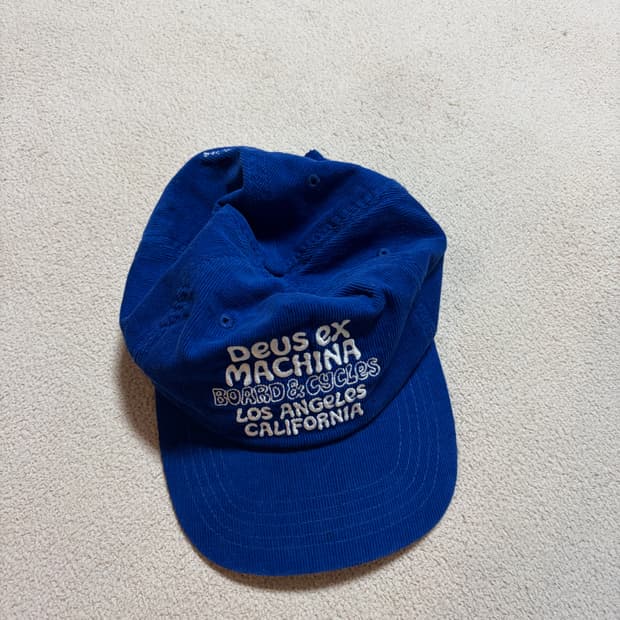 Deus ex
MACHINA
BOARD & CYCLES
LOS ANGeLes
CALIFORNIA